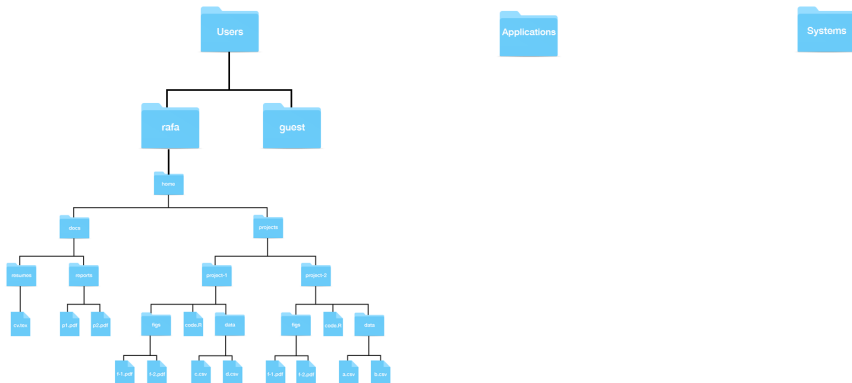 Users
Applications
Systems
rafa
guest
home
docs
projects
resumes
reports
project-1
project-2
cv.tex
p1.pdf
p2.pdf
figs
code.R
data
figs
code.R
data
f-1.pdf
f-2.pdf
b.csv
f-1.pdf
f-2.pdf
a.csv
b.csv